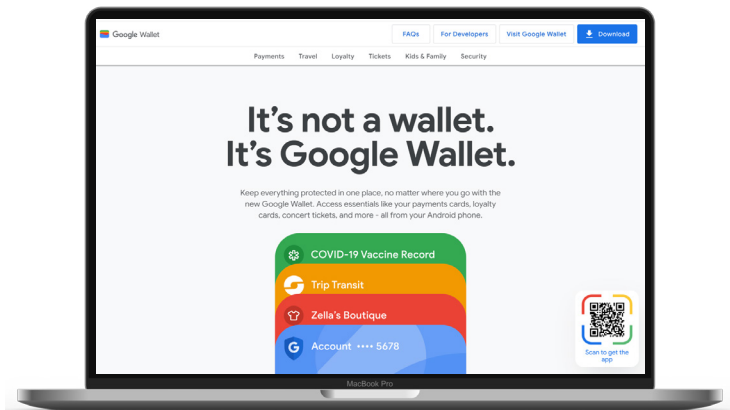 Google Wallet
FAQs
For Developers
Visit Google Wallet
Download
Payments
Travel
Loyalty
Tickets
Kids & Family
Security
It's not a wallet.
It's Google Wallet.
Keep everything protected in one place, no matter where you go with the
new Google Wallet. Access essentials like your payments cards, loyalty
cards, concert tickets, and more - all from your Android phone.
COVID-19 Vaccine Record
Trip Transit
Zella's Boutique
G
Account •••• 5678
Scan to get the
app
MacBook Pro